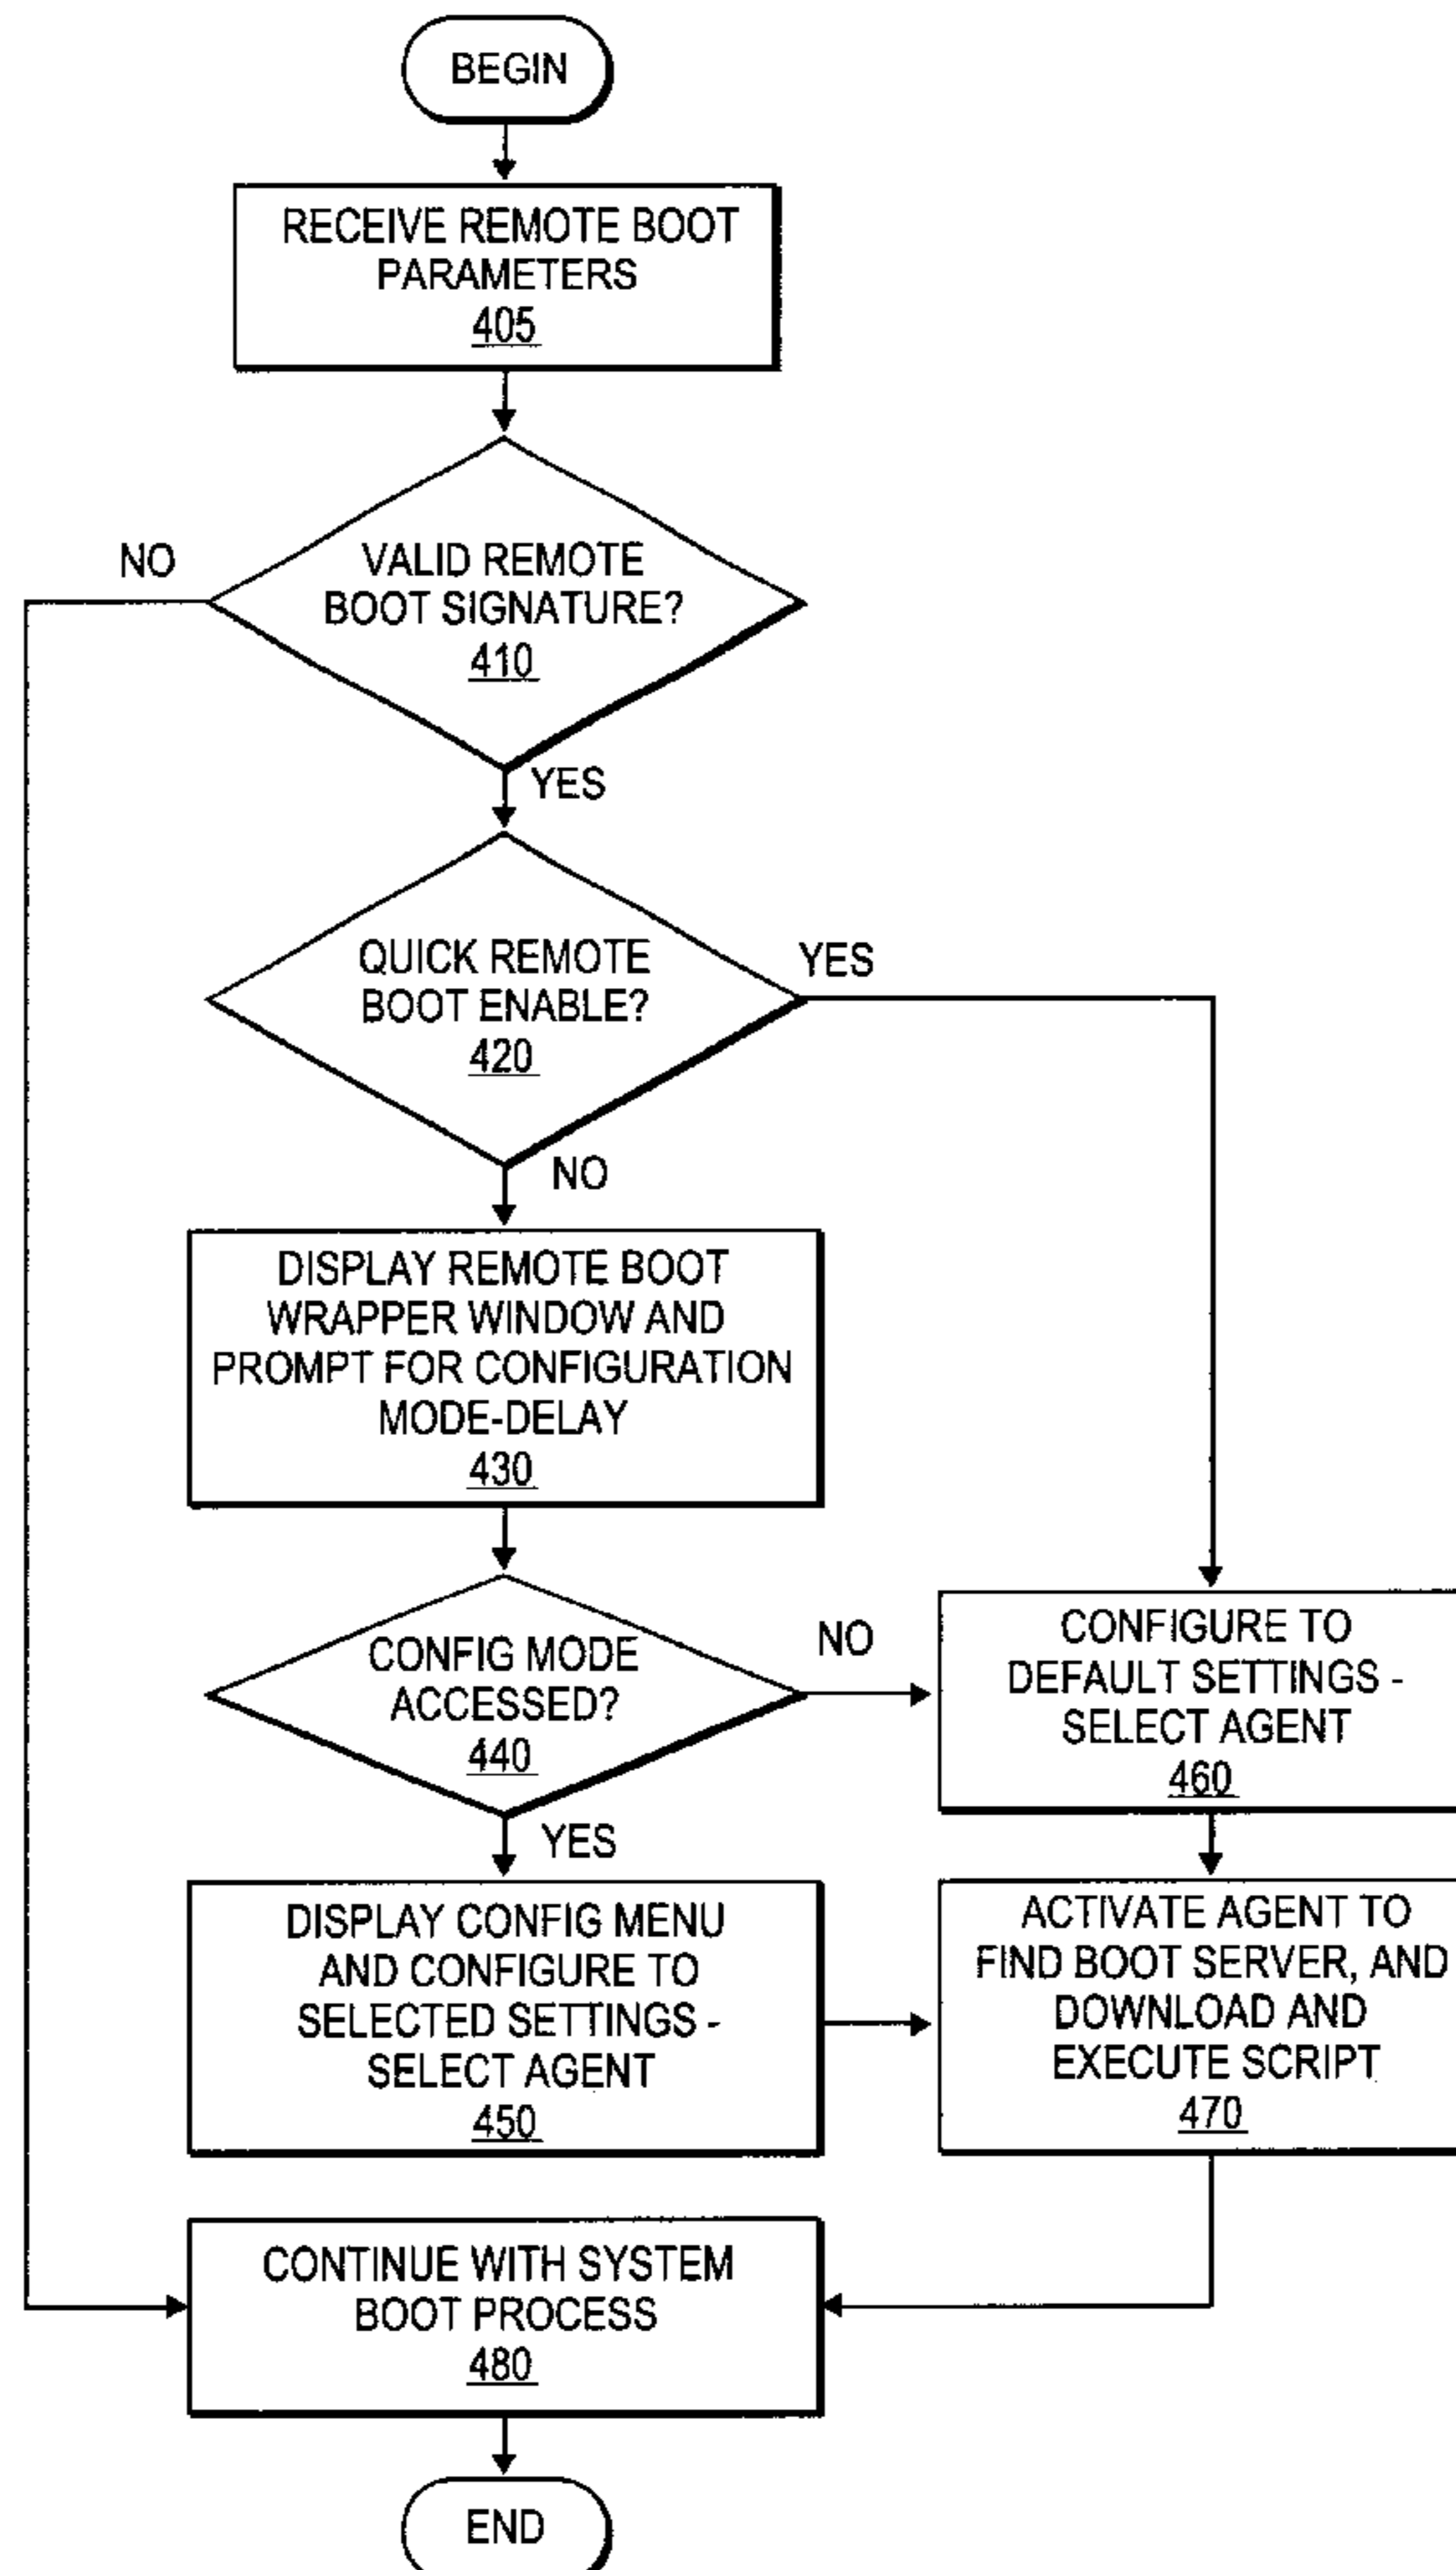 BEGIN
RECEIVE REMOTE BOOT
PARAMETERS
405
NO
VALID REMOTE
BOOT SIGNATURE?
410
YES
QUICK REMOTE
BOOT ENABLE?
420
YES
NO
DISPLAY REMOTE BOOT
WRAPPER WINDOW AND
PROMPT FOR CONFIGURATION
MODE-DELAY
430
CONFIG MODE
ACCESSED?
440
NO
YES
CONFIGURE TO
DEFAULT SETTINGS -
SELECT AGENT
460
DISPLAY CONFIG MENU
AND CONFIGURE TO
SELECTED SETTINGS -
SELECT AGENT
450
ACTIVATE AGENT TO
FIND BOOT SERVER, AND
DOWNLOAD AND
EXECUTE SCRIPT
470
CONTINUE WITH SYSTEM
BOOT PROCESS
480
END